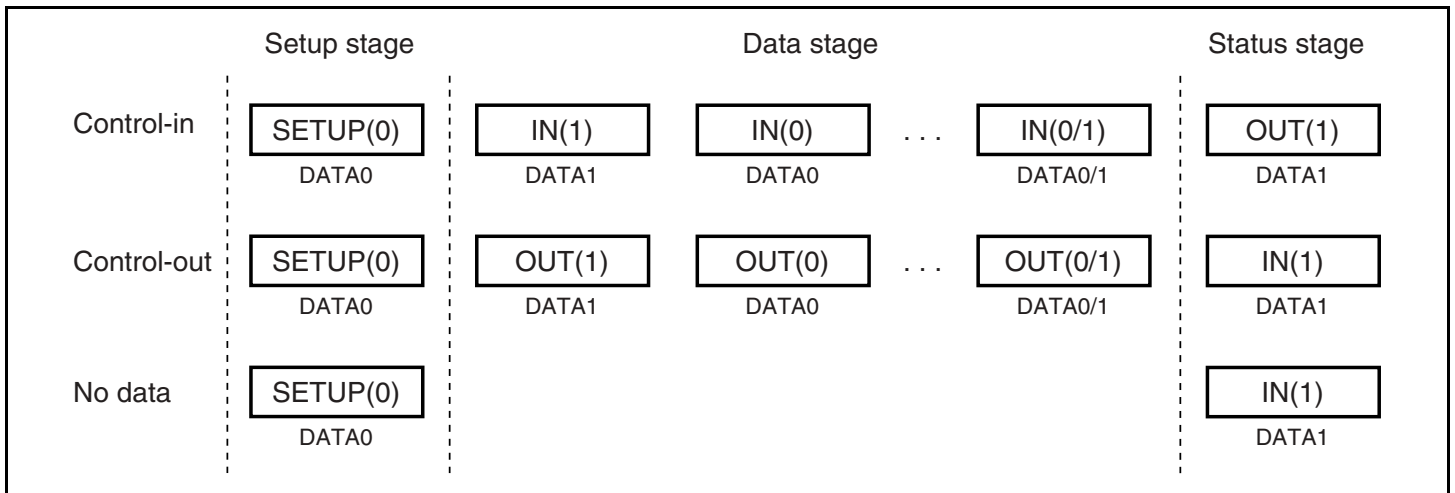 Setup stage Data stage Status stage
Control-in SETUP(0) IN(1) IN(0) . . . IN(0/1) OUT(1)
DATA0 DATA1 DATA0 DATA0/1 DATA1
Control-out SETUP(0) OUT(1) OUT(0) . . . OUT(0/1) IN(1)
DATA0 DATA1 DATA0 DATA0/1 DATA1
No data SETUP(0) IN(1)
DATA0 DATA1